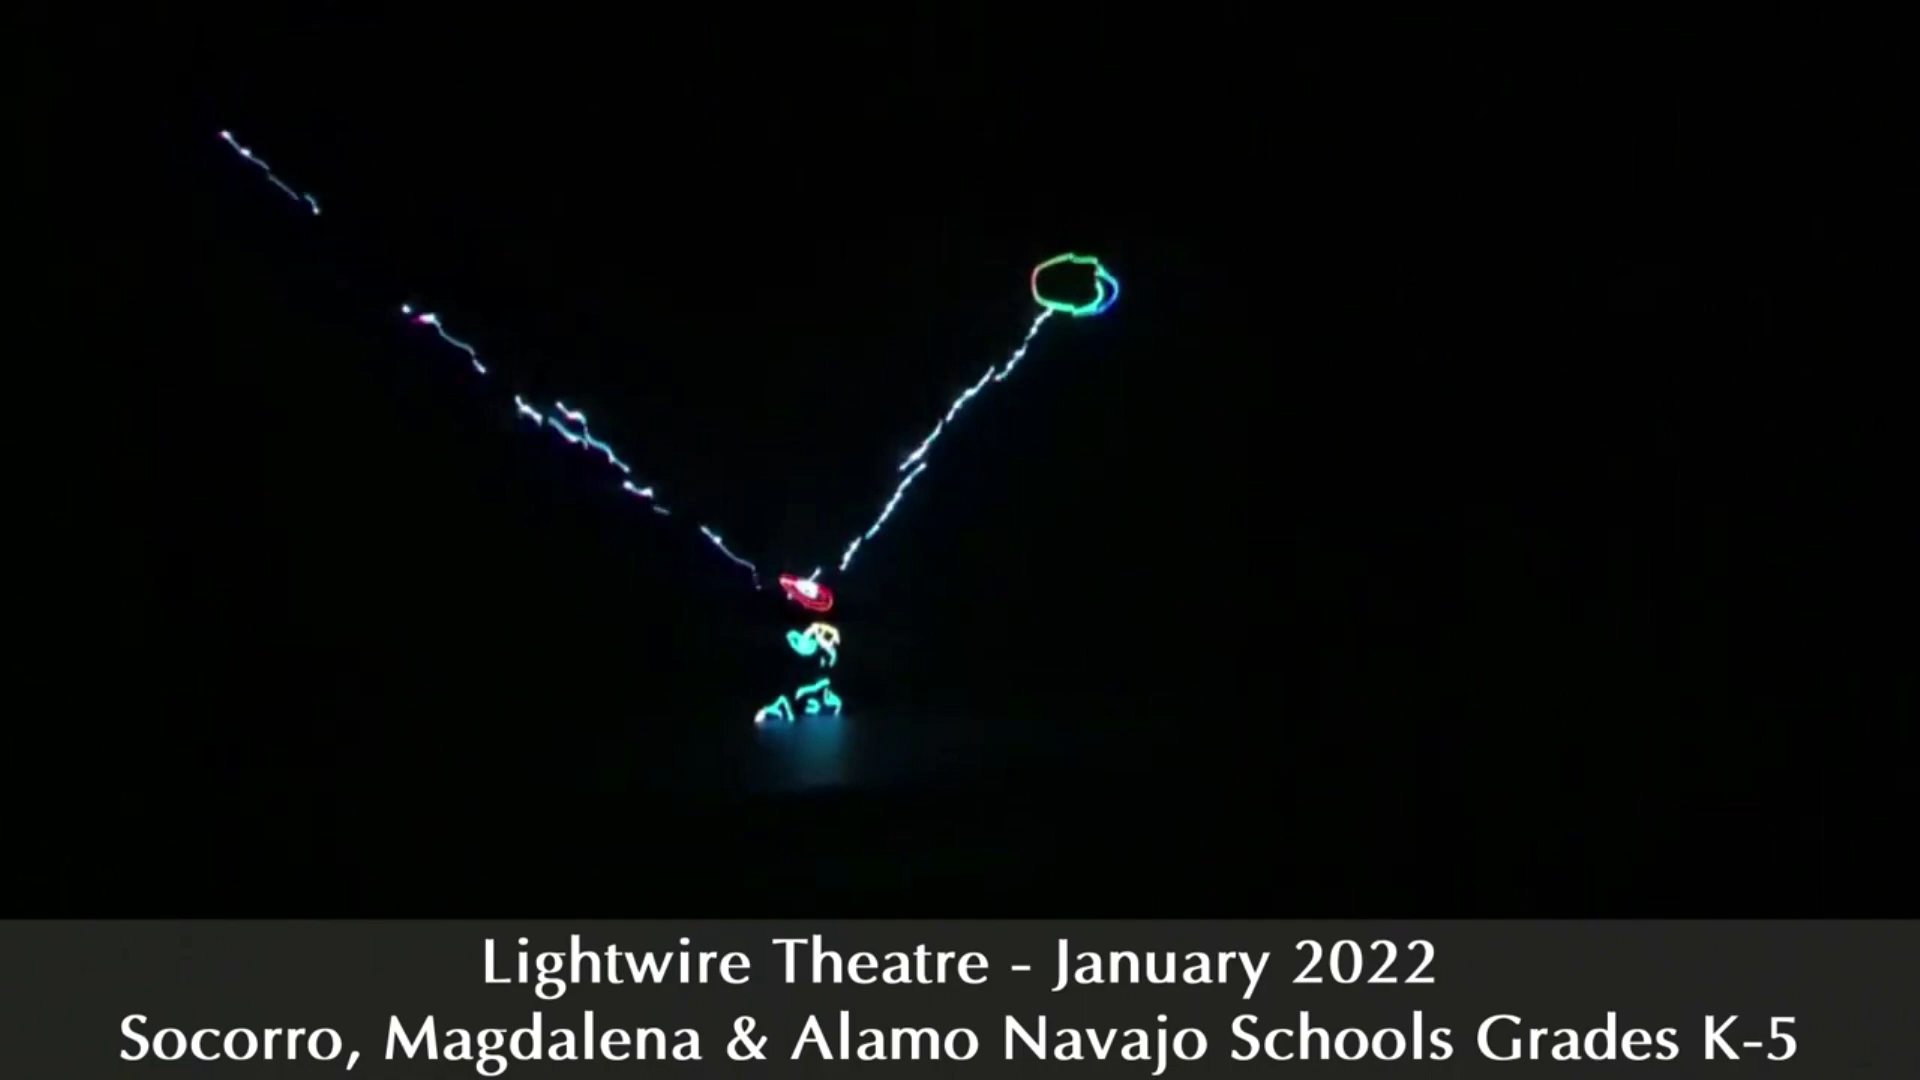 Lightwire Theatre - January 2022
Socorro, Magdalena & Alamo Navajo Schools Grades K-5